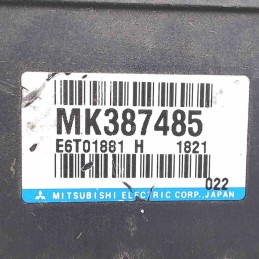 MK387485
E6T01881 H 1821
022
MITSUBISHI ELECTRIC CORP. JAPAN